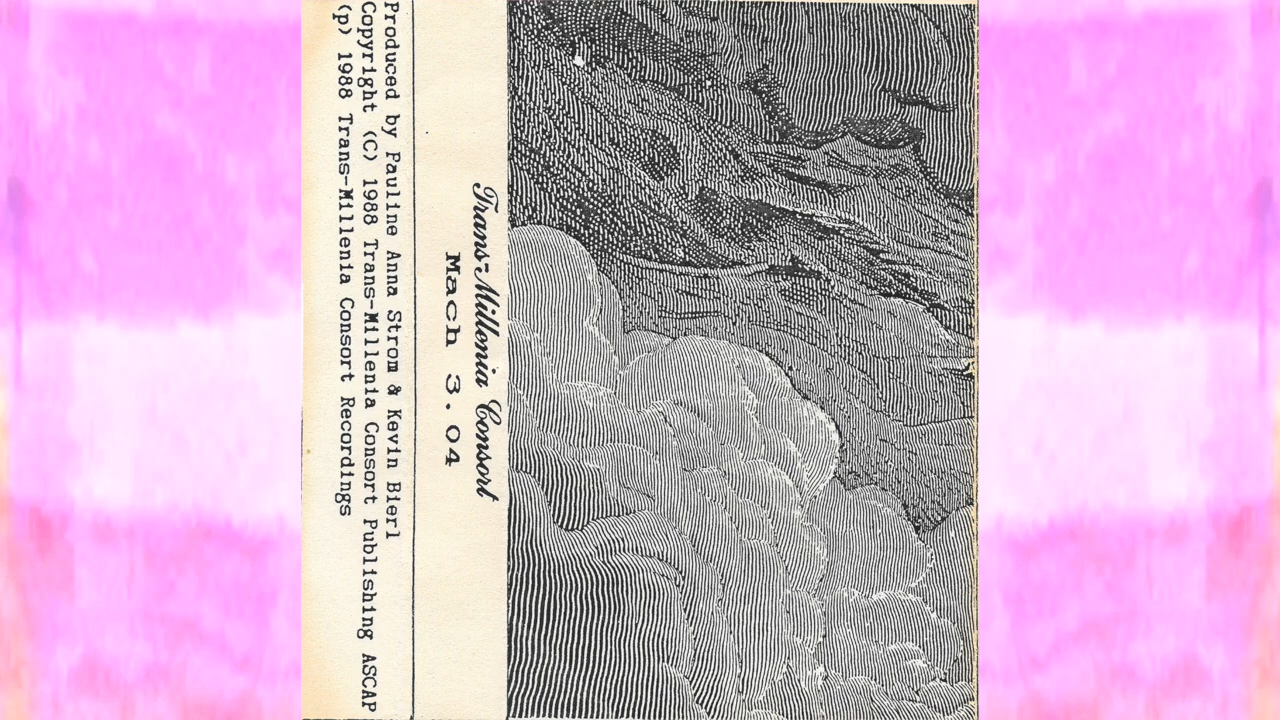 Trans-Millenia Consort
Mach 3.04
Produced by Pauline Anna Strom & Kevin Bierl
Copyright (C) 1988 Trans-Millenia Consort Publishing ASCAP
(p) 1988 Trans-Millenia Consort Recordings